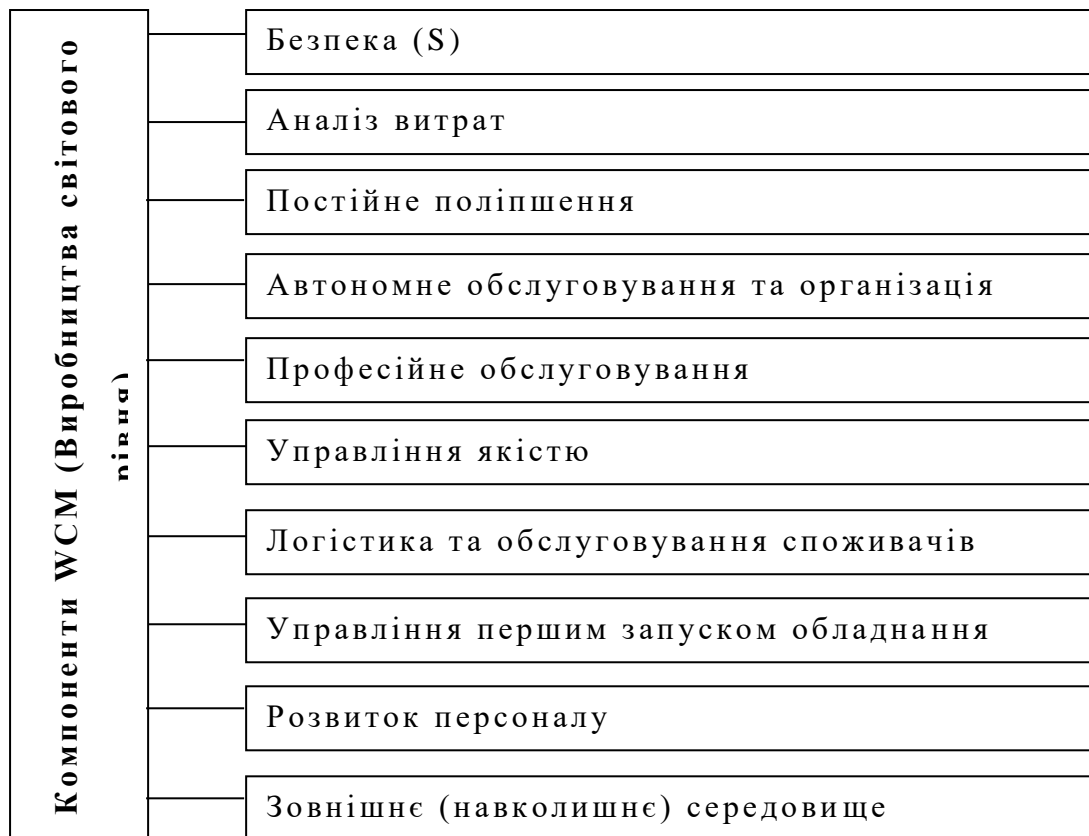 Компоненти WCM (Виробництва світового
рівня)
Безпека (S)
Аналіз витрат
Постійне поліпшення
Автономне обслуговування та організація
Професійне обслуговування
Управління якістю
Логістика та обслуговування споживачів
Управління першим запуском обладнання
Розвиток персоналу
Зовнішнє (навколишнє) середовище